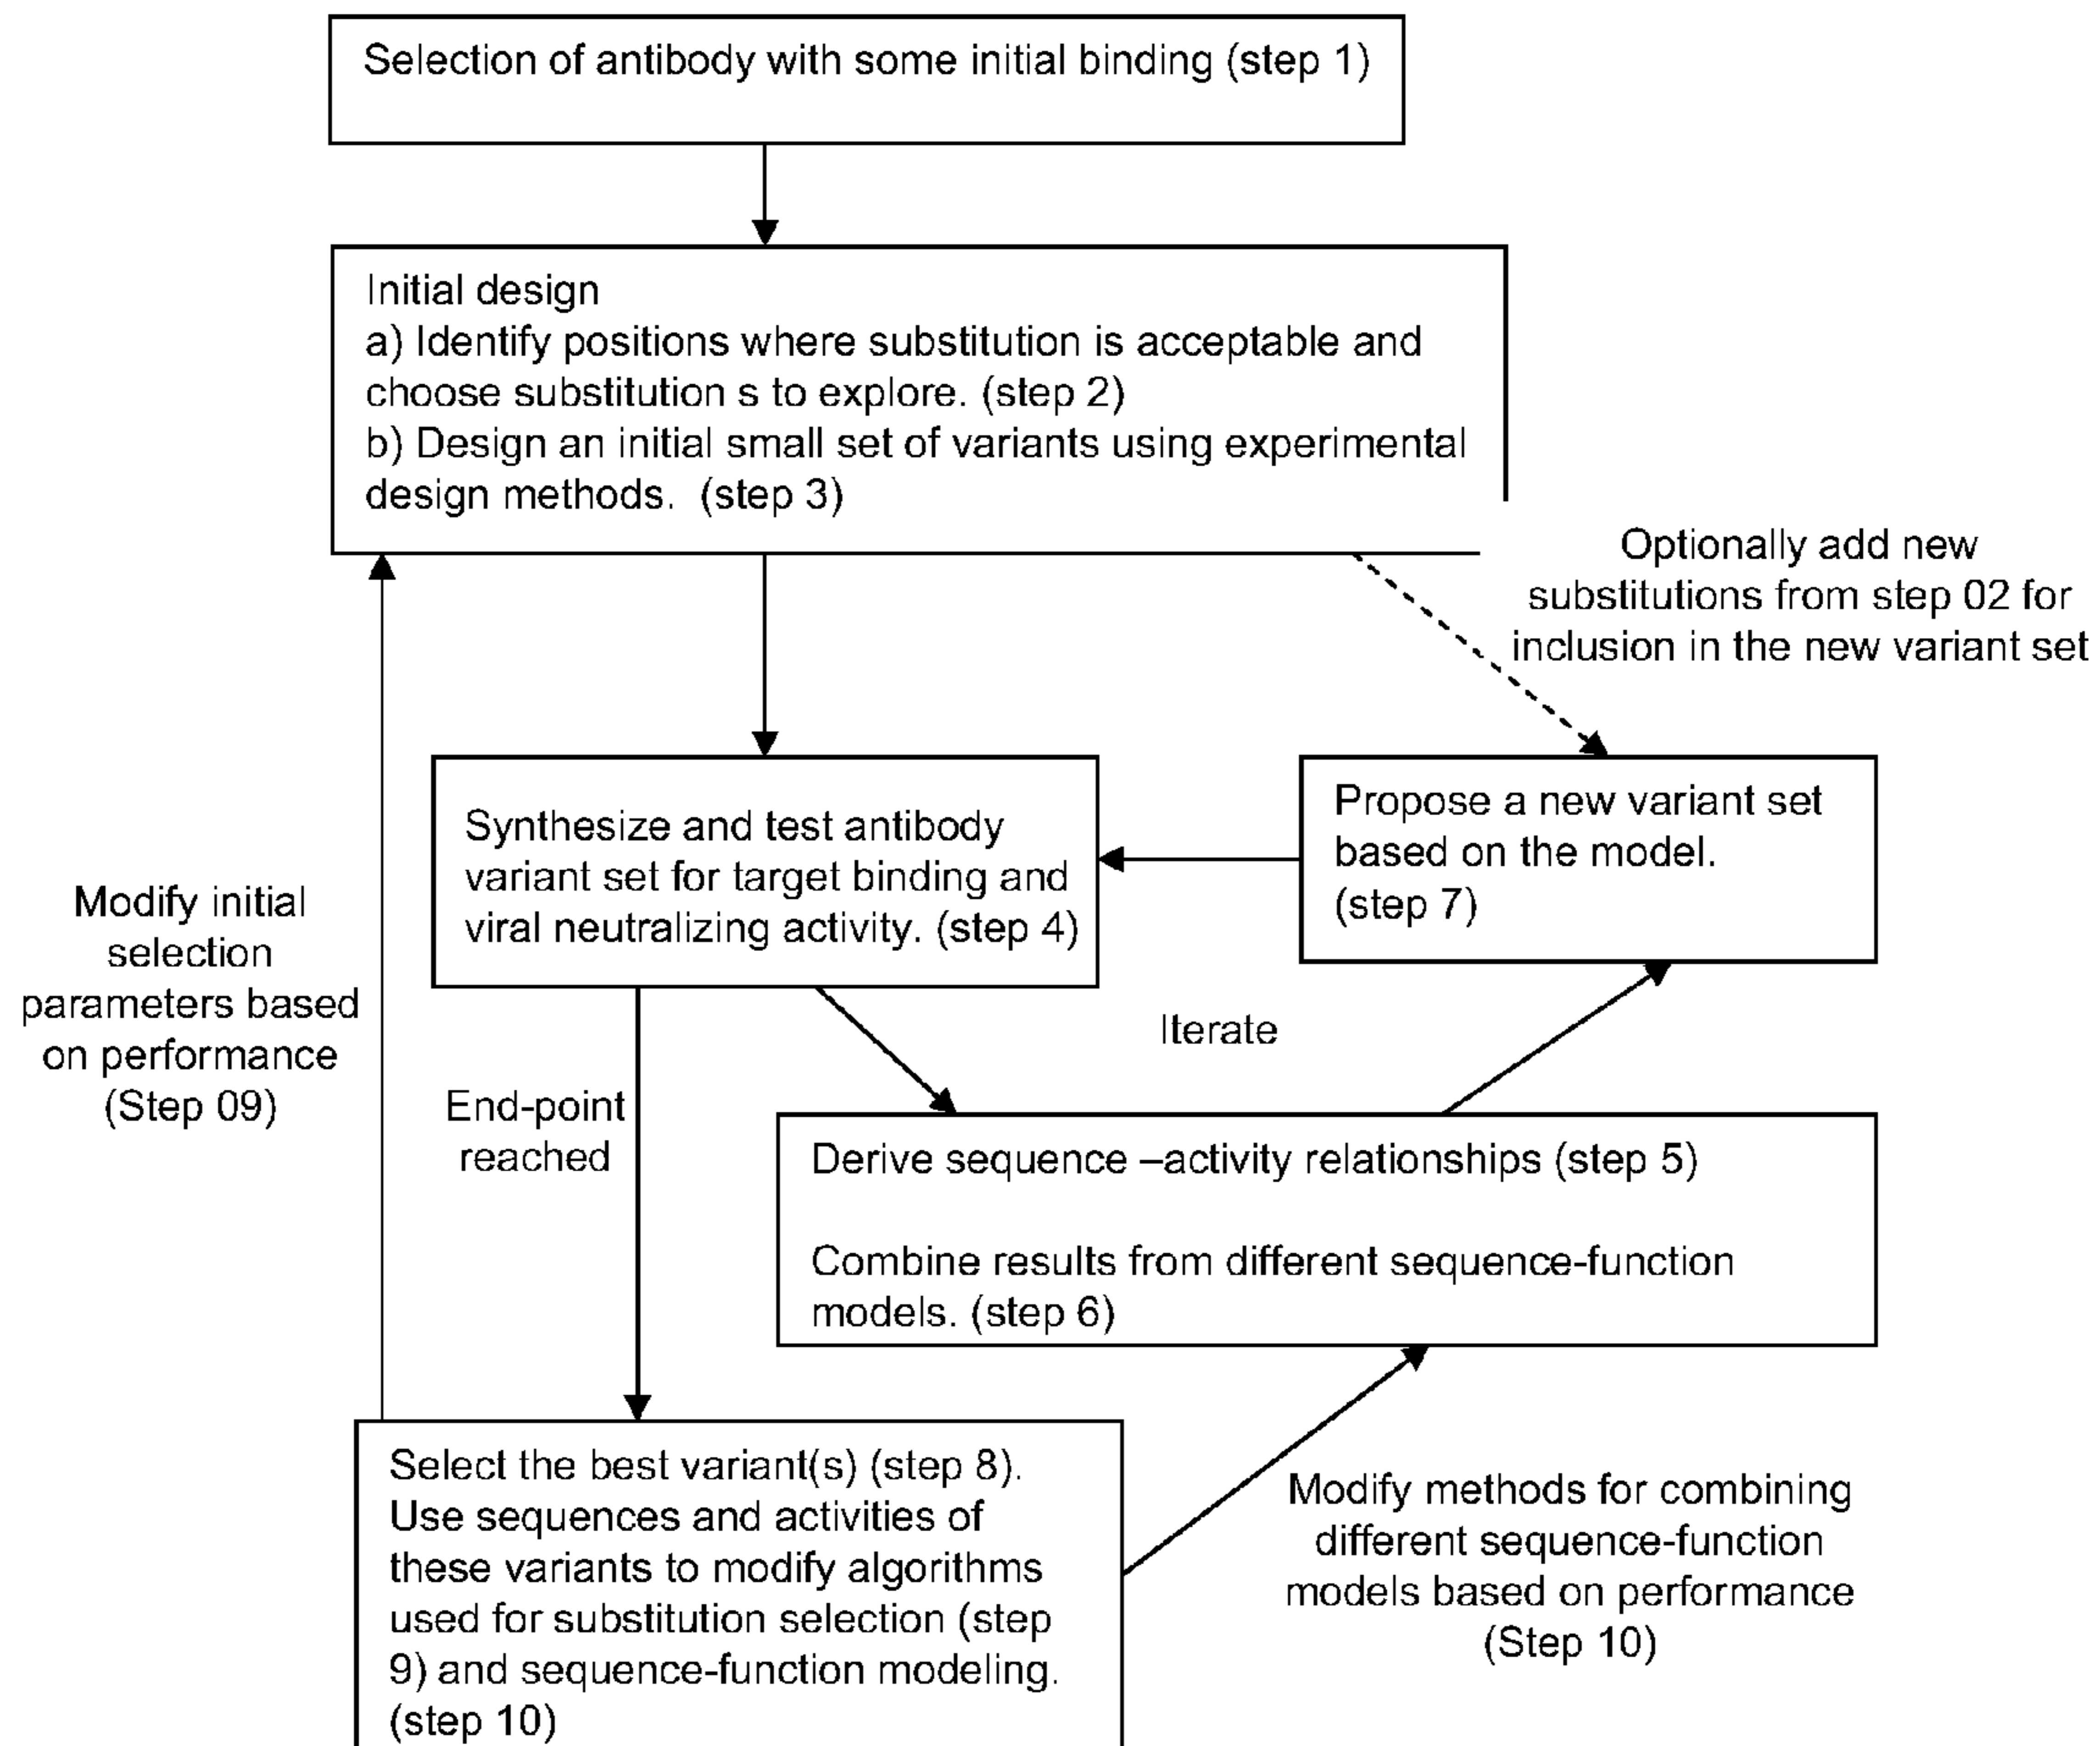 Selection of antibody with some initial binding (step 1)
Initial design
a) Identify positions where substitution is acceptable and
choose substitution s to explore. (step 2)
b) Design an initial small set of variants using experimental
design methods. (step 3)
Optionally add new
substitutions from step 02 for
inclusion in the new variant set
Synthesize and test antibody
variant set for target binding and
viral neutralizing activity. (step 4)
Propose a new variant set
based on the model.
(step 7)
Modify initial
selection
parameters based
on performance
(Step 09)
Iterate
End-point
reached
Derive sequence –activity relationships (step 5)
Combine results from different sequence-function
models. (step 6)
Select the best variant(s) (step 8).
Use sequences and activities of
these variants to modify algorithms
used for substitution selection (step
9) and sequence-function modeling.
(step 10)
Modify methods for combining
different sequence-function
models based on performance
(Step 10)